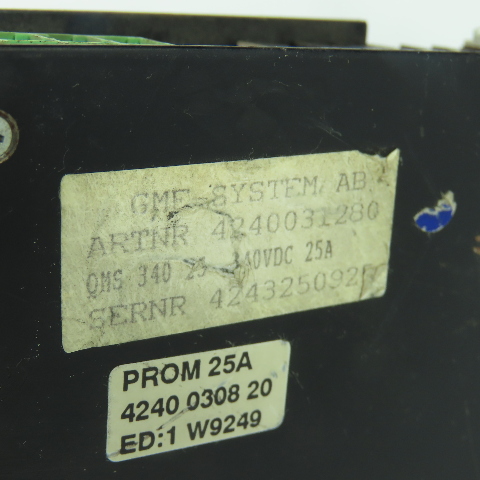 GME SYSTEM AB
ARTNR 4240031280
QMS 340 25 340VDC 25A
SERNR 424325092
PROM 25A
4240 0308 20
ED:1 W9249